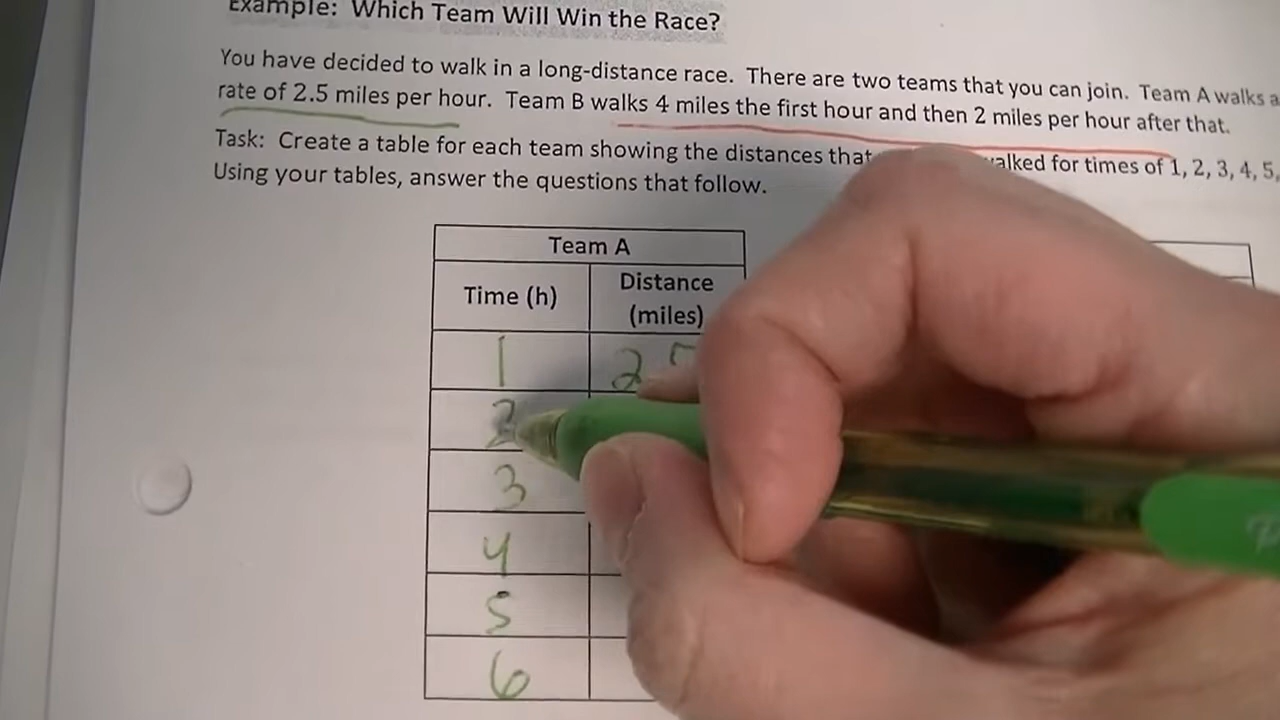 Example: Which Team Will Win the Race?
You have decided to walk in a long-distance race. There are two teams that you can join. Team A walks a
rate of 2.5 miles per hour. Team B walks 4 miles the first hour and then 2 miles per hour after that.
Task: Create a table for each team showing the distances that walked for times of 1, 2, 3, 4, 5,
Using your tables, answer the questions that follow.
Team A
Time (h)
Distance
(miles)
1
2
3
4
5
6